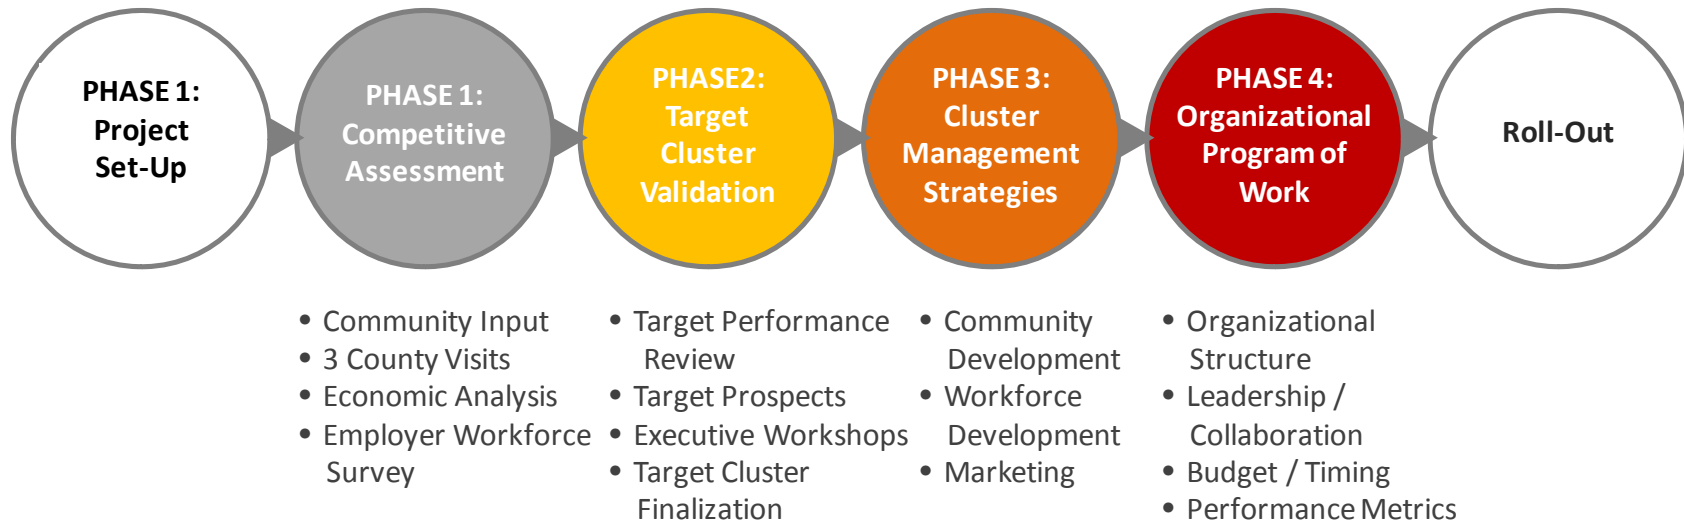 PHASE 1:
Project
Set-Up
PHASE 1:
Competitive
Assessment
PHASE2:
Target
Cluster
Validation
PHASE 3:
Cluster
Management
Strategies
PHASE 4:
Organizational
Program of
Work
Roll-Out
• Community Input
• 3 County Visits
• Economic Analysis
• Employer Workforce
Survey
• Target Performance
Review
• Target Prospects
• Executive Workshops
• Target Cluster
Finalization
• Community
Development
• Workforce
Development
• Marketing
• Organizational
Structure
• Leadership /
Collaboration
• Budget / Timing
• Performance Metrics